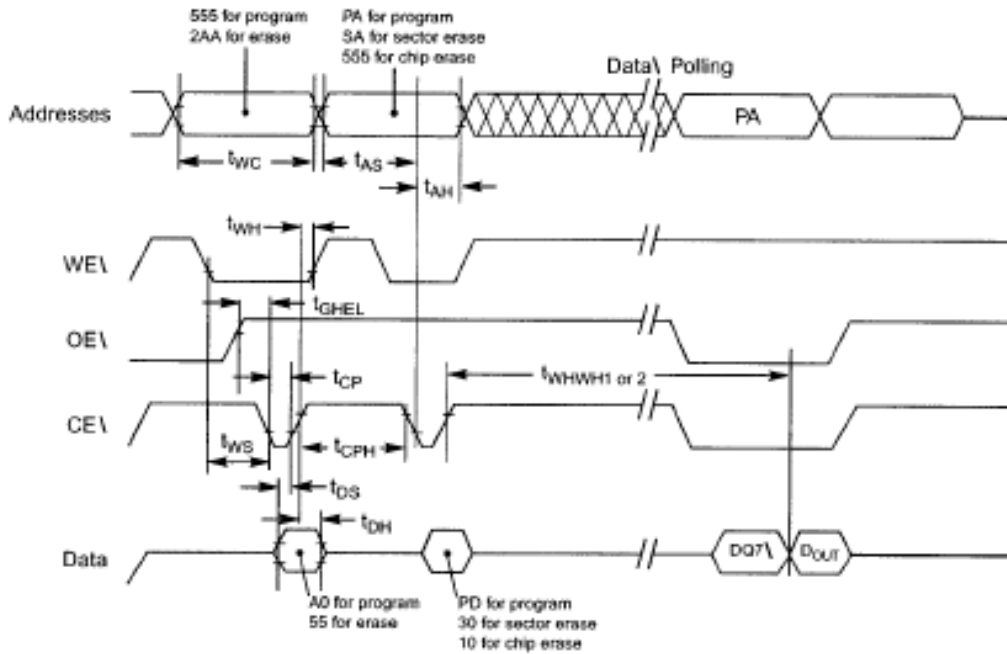 555 for program
2AA for erase
PA for program
SA for sector erase
555 for chip erase
Data\ Polling
Addresses
PA
tWC
tAS
tAH
tWH
WE\
tGHEL
OE\
tCP
tWHWH1 or 2
CE\
tWS
tCPH
tDS
tDH
Data
DQ7\
DOUT
A0 for program
55 for erase
PD for program
30 for sector erase
10 for chip erase